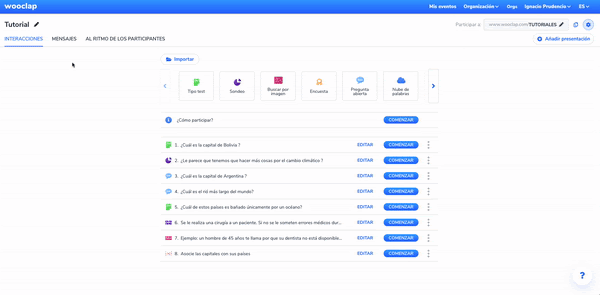 wooclap Mis eventos Organización Orgs Ignacio Prudencio ES
Tutorial Participar a: www.wooclap.com/TUTORIALES
INTERACCIONES MENSAJES AL RITMO DE LOS PARTICIPANTES Añadir presentación
Importar
Tipo test Sondeo Buscar por imagen Encuesta Pregunta abierta Nube de palabras
¿Cómo participar? COMENZAR
1. ¿Cuál es la capital de Bolivia ? EDITAR COMENZAR
2. ¿Le parece que tenemos que hacer más cosas por el cambio climático ? EDITAR COMENZAR
3. ¿Cuál es la capital de Argentina ? EDITAR COMENZAR
4. ¿Cuál es el río más largo del mundo? EDITAR COMENZAR
5. ¿Cuál de estos países es bañado únicamente por un océano? EDITAR COMENZAR
6. Se le realiza una cirugía a un paciente. Si no se le someten errores médicos dur... EDITAR COMENZAR
7. Ejemplo: un hombre de 45 años te llama por que su dentista no está disponible... EDITAR COMENZAR
8. Asocie las capitales con sus países EDITAR COMENZAR
?